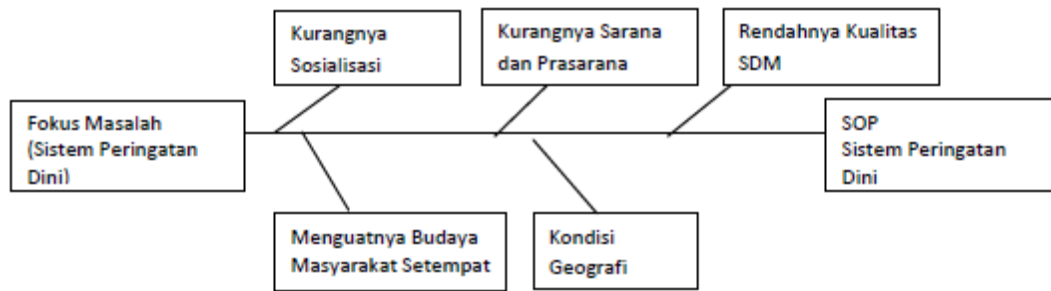 Kurangnya
Sosialisasi
Kurangnya Sarana
dan Prasarana
Rendahnya Kualitas
SDM
Fokus Masalah
(Sistem Peringatan
Dini)
SOP
Sistem Peringatan
Dini
Menguatnya Budaya
Masyarakat Setempat
Kondisi
Geografi